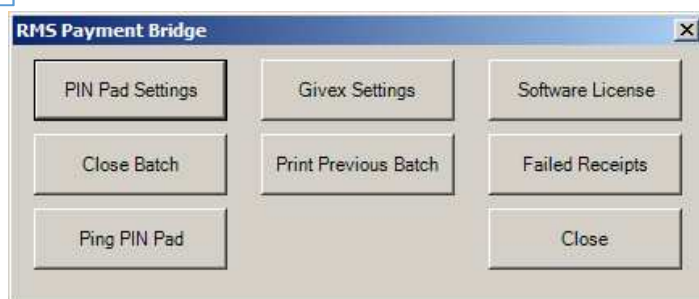 RMS Payment Bridge
PIN Pad Settings
Givex Settings
Software License
Close Batch
Print Previous Batch
Failed Receipts
Ping PIN Pad
Close